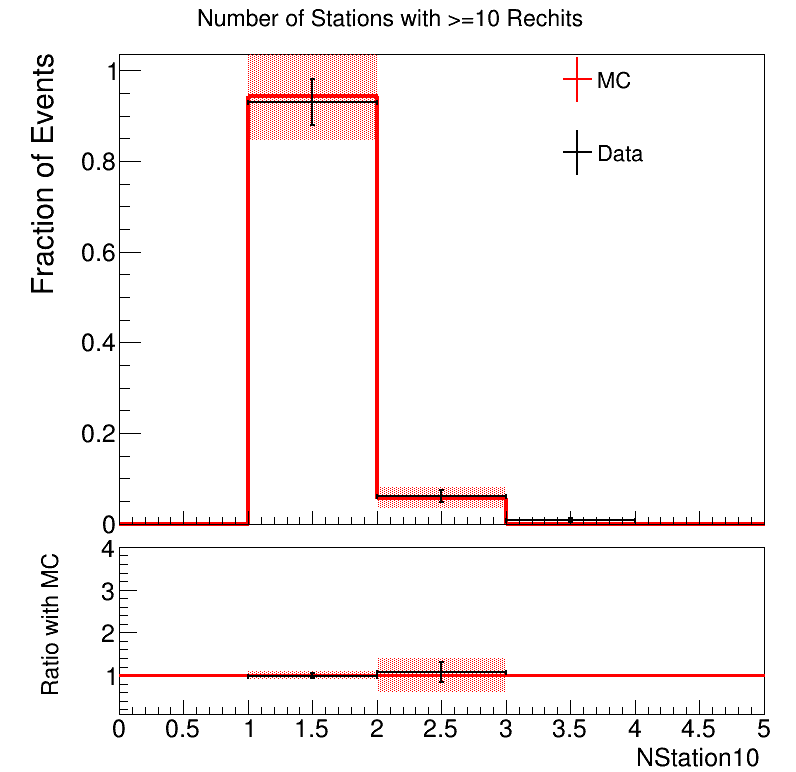 Number of Stations with >=10 Rechits
Fraction of Events
1
0.8
0.6
0.4
0.2
0
MC
Data
Ratio with MC
4
3
2
1
0 0.5 1 1.5 2 2.5 3 3.5 4 4.5 5
NStation10